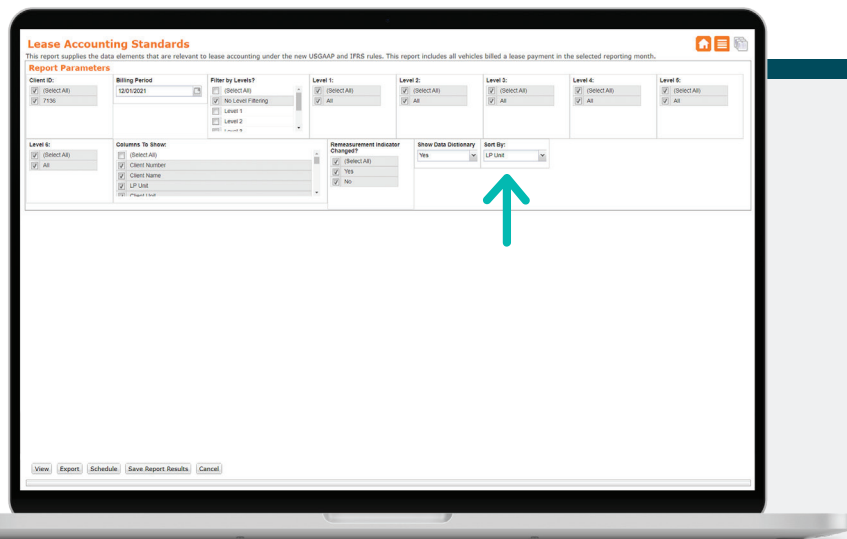 Lease Accounting Standards
This report supplies the data elements that are relevant to lease accounting under the new USGAAP and IFRS rules. This report includes all vehicles billed a lease payment in the selected reporting month.
Report Parameters
Client ID:
(Select All)
7136
Billing Period
12/01/2021
Filter by Levels?
(Select All)
No Level Filtering
Level 1
Level 2
Level 3
Level 1:
(Select All)
All
Level 2:
(Select All)
All
Level 3:
(Select All)
All
Level 4:
(Select All)
All
Level 5:
(Select All)
All
Level 6:
(Select All)
All
Columns To Show:
(Select All)
Client Number
Client Name
LP Unit
Client Unit
Remeasurement Indicator
Changed?
(Select All)
Yes
No
Show Data Dictionary
Yes
Sort By:
LP Unit
View Export Schedule Save Report Results Cancel